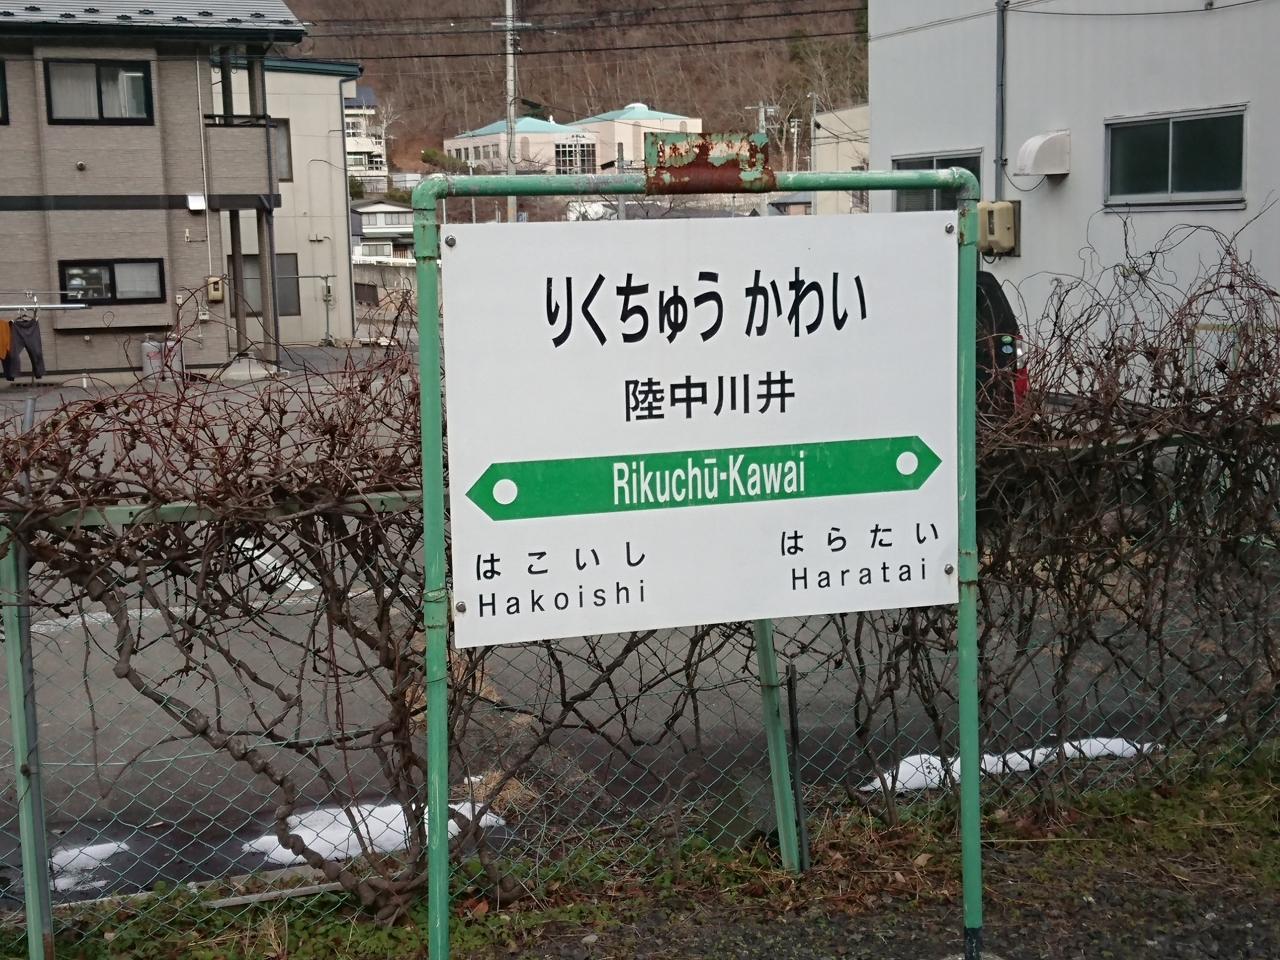 りくちゅう かわい
陸中川井
Rikuchū-Kawai
はこいし
はらたい
Hakoishi
Haratai